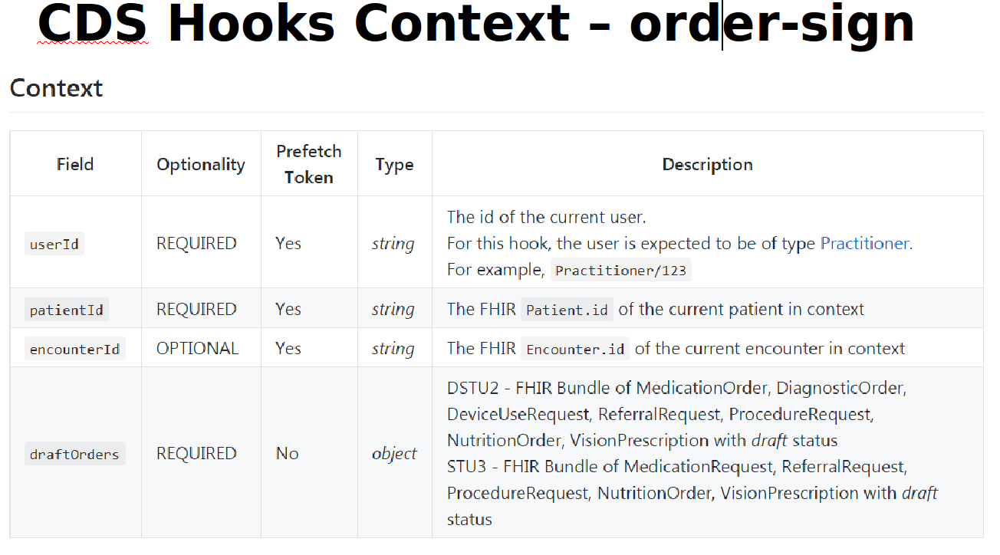 CDS Hooks Context – order-sign
Context
Field Optionality Prefetch Token Type Description
userId REQUIRED Yes string The id of the current user.
For this hook, the user is expected to be of type Practitioner.
For example, Practitioner/123
patientId REQUIRED Yes string The FHIR Patient.id of the current patient in context
encounterId OPTIONAL Yes string The FHIR Encounter.id of the current encounter in context
draftOrders REQUIRED No object DSTU2 - FHIR Bundle of MedicationOrder, DiagnosticOrder,
DeviceUseRequest, ReferralRequest, ProcedureRequest,
NutritionOrder, VisionPrescription with draft status
STU3 - FHIR Bundle of MedicationRequest, ReferralRequest,
ProcedureRequest, NutritionOrder, VisionPrescription with draft
status